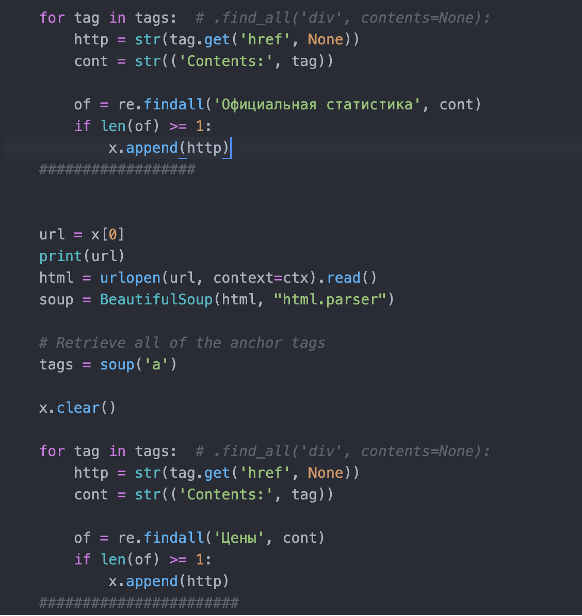 for tag in tags:  # .find_all('div', contents=None):
    http = str(tag.get('href', None))
    cont = str(('Contents:', tag))

    of = re.findall('Официальная статистика', cont)
    if len(of) >= 1:
        x.append(http)
##################


url = x[0]
print(url)
html = urlopen(url, context=ctx).read()
soup = BeautifulSoup(html, "html.parser")

# Retrieve all of the anchor tags
tags = soup('a')

x.clear()

for tag in tags:  # .find_all('div', contents=None):
    http = str(tag.get('href', None))
    cont = str(('Contents:', tag))

    of = re.findall('Цены', cont)
    if len(of) >= 1:
        x.append(http)
#######################